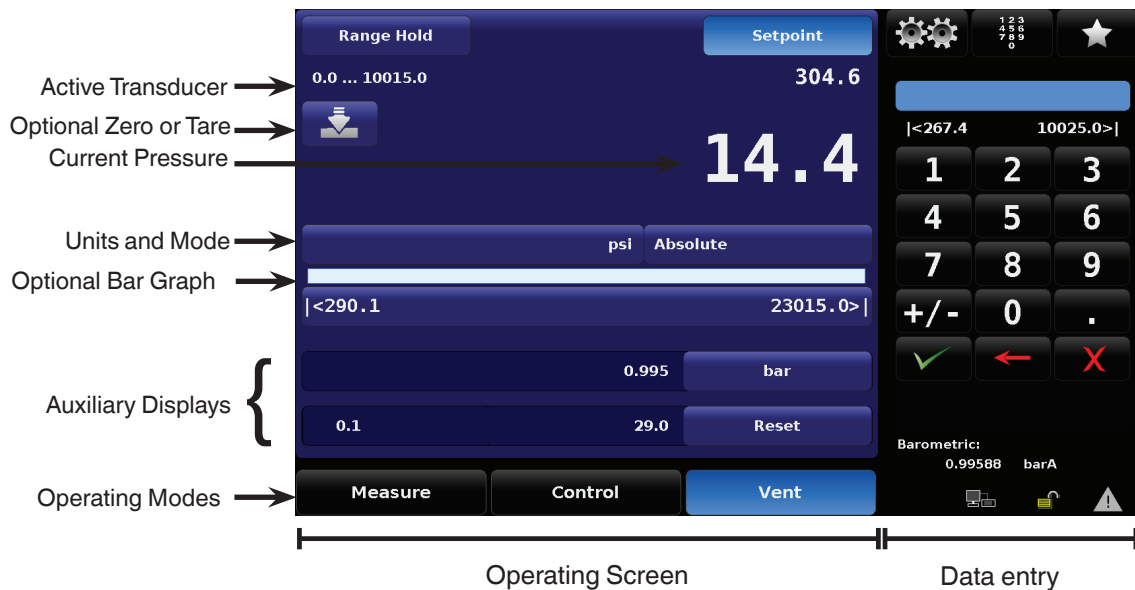 Range Hold
Setpoint
1 2 3
4 5 6
7 8 9
0
Active Transducer
0.0 ... 10015.0
304.6
Optional Zero or Tare
Current Pressure
14.4
|<267.4 10025.0>|
1 2 3
4 5 6
7 8 9
+/- 0 .
X
Units and Mode
psi Absolute
Optional Bar Graph
|<290.1 23015.0>|
Auxiliary Displays
0.995 bar
0.1 29.0 Reset
Barometric:
0.99588 barA
Operating Modes
Measure Control Vent
Operating Screen
Data entry